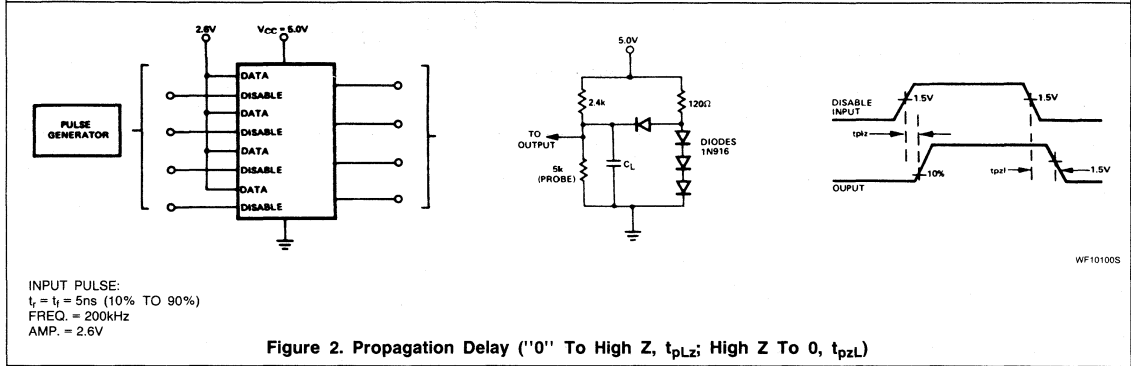 2.6V
VCC = 5.0V
PULSE
GENERATOR
DATA
DISABLE
DATA
DISABLE
DATA
DISABLE
DATA
DISABLE
5.0V
2.4k
120Ω
TO
OUTPUT
5k
(PROBE)
CL
DIODES
1N916
DISABLE
INPUT
1.5V
1.5V
tpLz
10%
tpzl
1.5V
OUPUT
WF10100S
INPUT PULSE:
tr = tf = 5ns (10% TO 90%)
FREQ. = 200kHz
AMP. = 2.6V
Figure 2. Propagation Delay ("0" To High Z, tpLz; High Z To 0, tpzL)